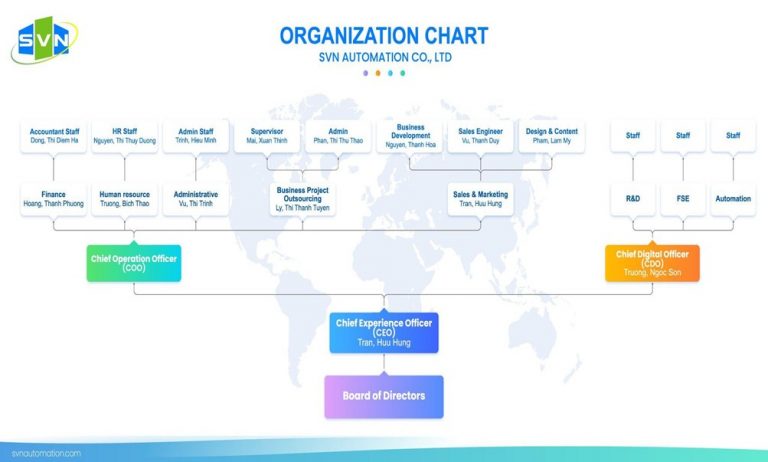 SVN
ORGANIZATION CHART
SVN AUTOMATION CO., LTD
Accountant Staff
Dong, Thi Diem Ha
HR Staff
Nguyen, Thi Thuy Duong
Admin Staff
Trinh, Hieu Minh
Supervisor
Mai, Xuan Thinh
Admin
Phan, Thi Thu Thao
Business
Development
Nguyen, Thanh Hoa
Sales Engineer
Vu, Thanh Duy
Design & Content
Pham, Lam My
Staff
Staff
Staff
Finance
Hoang, Thanh Phuong
Human resource
Truong, Bich Thao
Administrative
Vu, Thi Trinh
Business Project
Outsourcing
Ly, Thi Thanh Tuyen
Sales & Marketing
Tran, Huu Hung
R&D
FSE
Automation
Chief Operation Officer
(COO)
Chief Digital Officer
(CDO)
Truong, Ngoc Son
Chief Experience Officer
(CEO)
Tran, Huu Hung
Board of Directors
svnautomation.com